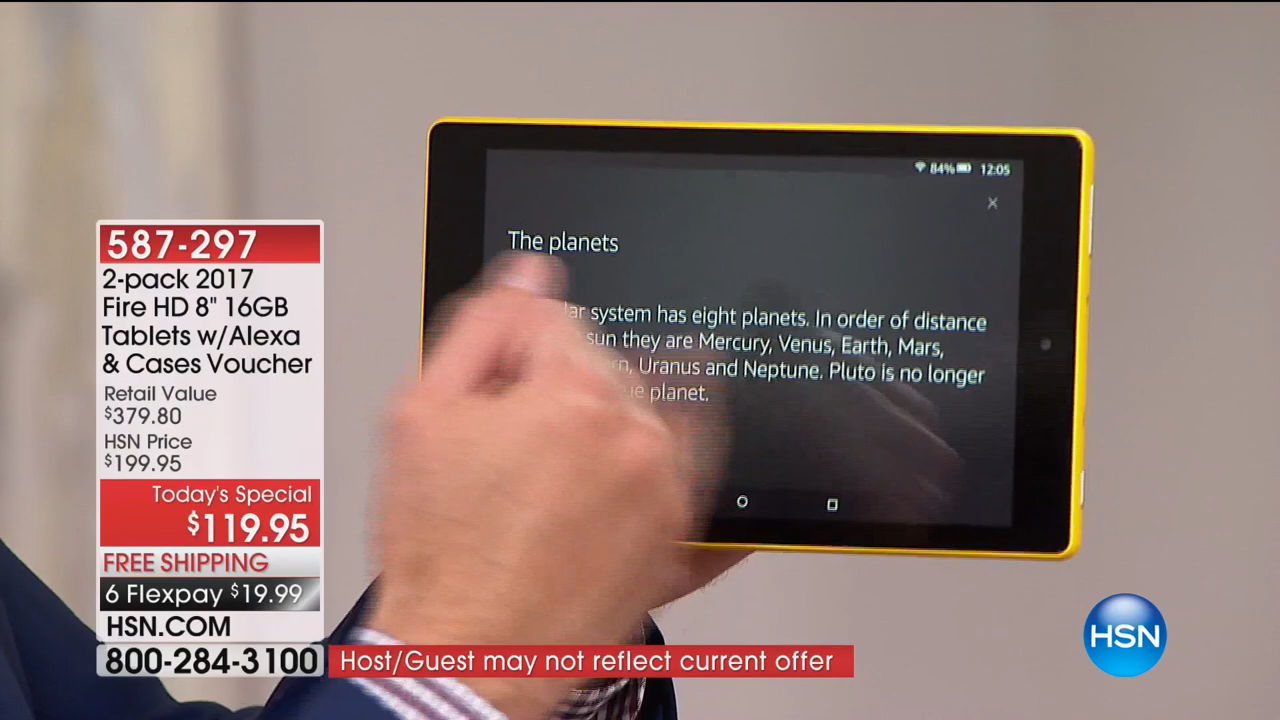 84% 12:05
The planets
system has eight planets. In order of distance
sun they are Mercury, Venus, Earth, Mars,
Uranus and Neptune. Pluto is no longer
planet.
587-297
2-pack 2017
Fire HD 8" 16GB
Tablets w/Alexa
& Cases Voucher
Retail Value
$379.80
HSN Price
$199.95
Today's Special
$119.95
FREE SHIPPING
6 Flexpay $19.99
HSN.COM
800-284-3100
Host/Guest may not reflect current offer
HSN